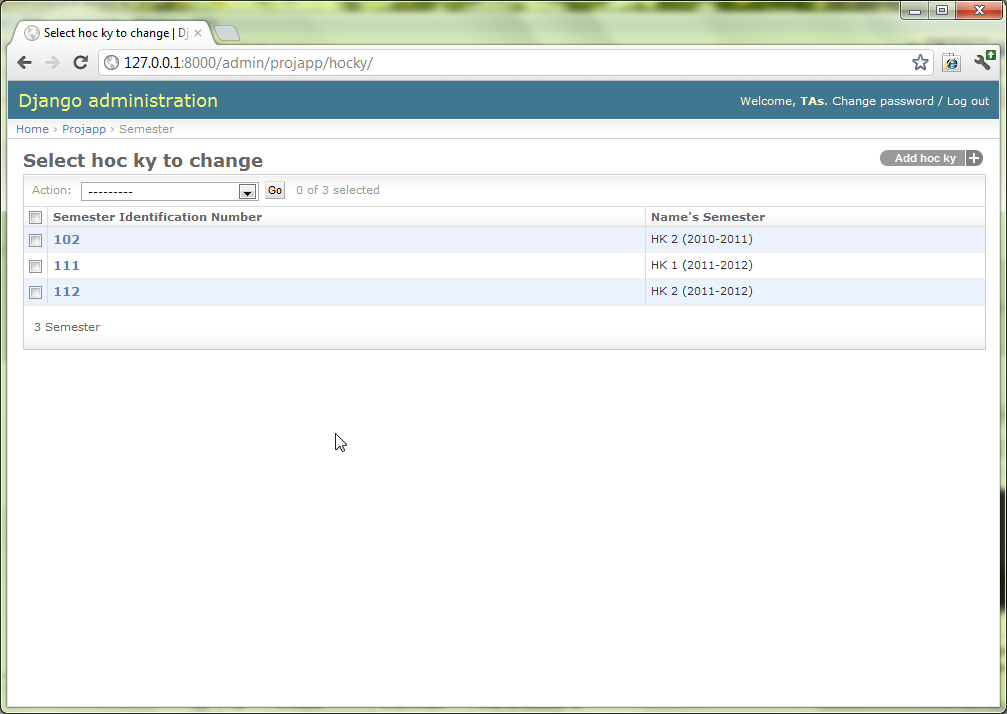 Select hoc ky to change | Dj
127.0.0.1:8000/admin/projapp/hocky/
Django administration
Welcome, TAs. Change password / Log out
Home › Projapp › Semester
Select hoc ky to change
Add hoc ky +
Action: --------- Go 0 of 3 selected
Semester Identification Number Name's Semester
102 HK 2 (2010-2011)
111 HK 1 (2011-2012)
112 HK 2 (2011-2012)
3 Semester